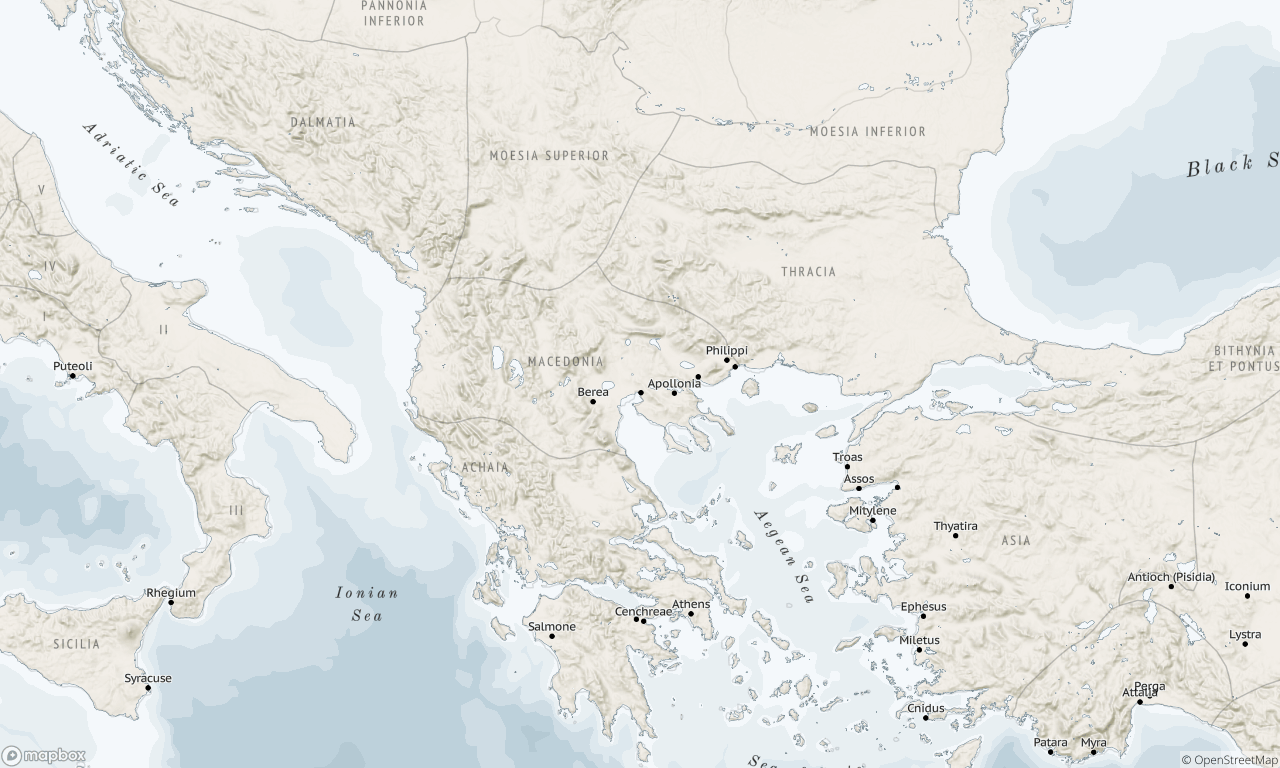 PANNONIA
INFERIOR
DALMATIA
MOESIA INFERIOR
MOESIA SUPERIOR
Adriatic Sea
Black S
V
IV
I
II
THRACIA
Puteoli
MACEDONIA
Philippi
BITHYNIA
ET PONTUS
Apollonia
Berea
Troas
ACHAIA
Assos
III
Mitylene
Thyatira
ASIA
Aegean Sea
Antioch (Pisidia)
Iconium
Rhegium
Ionian
Sea
Ephesus
Athens
Cenchreae
Salmone
Miletus
Lystra
SICILIA
Syracuse
Perga
Attalia
Cnidus
Patara
Myra
mapbox
Sea
© OpenStreetMap